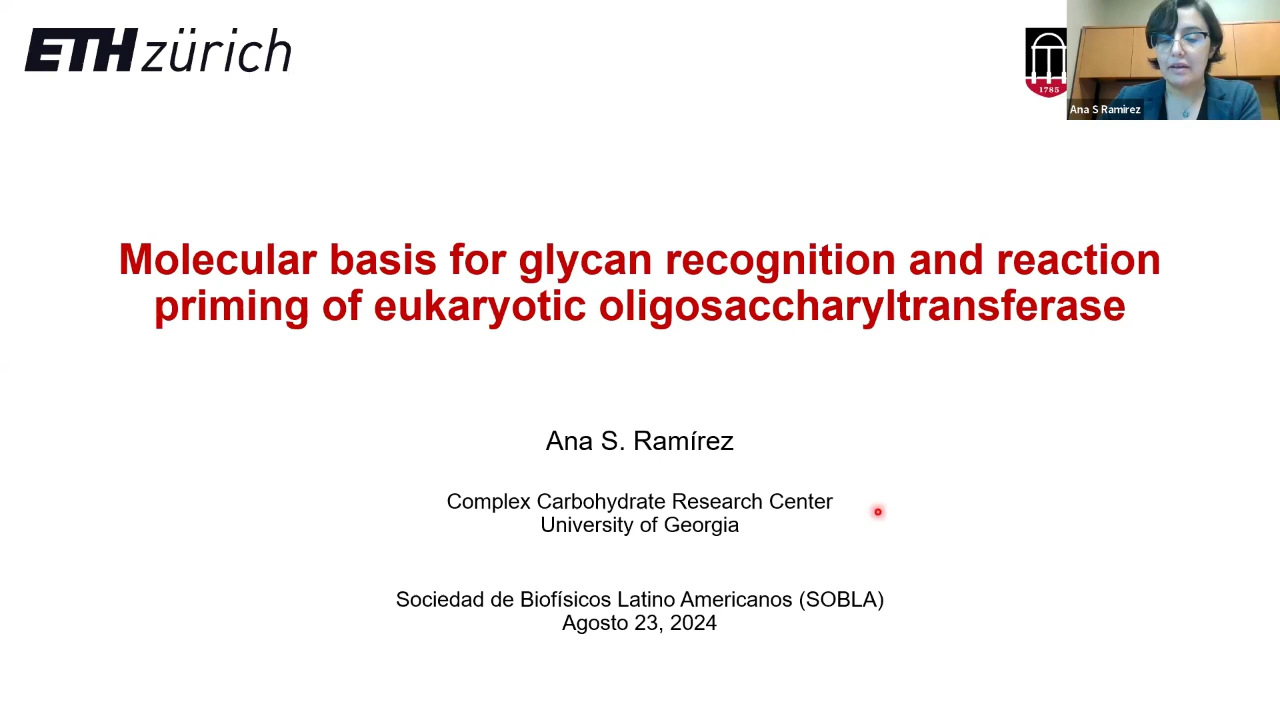 ETH zürich
1785
Ana S Ramirez
Molecular basis for glycan recognition and reaction
priming of eukaryotic oligosaccharyltransferase
Ana S. Ramírez
Complex Carbohydrate Research Center
University of Georgia
Sociedad de Biofísicos Latino Americanos (SOBLA)
Agosto 23, 2024